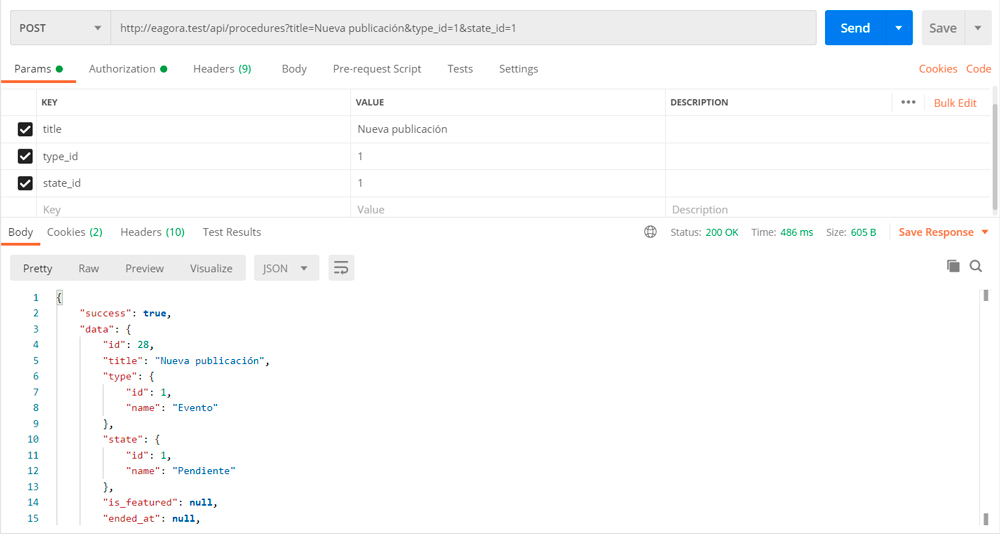 POST http://eagora.test/api/procedures?title=Nueva publicación&type_id=1&state_id=1 Send Save
Params Authorization Headers (9) Body Pre-request Script Tests Settings Cookies Code
KEY VALUE DESCRIPTION ••• Bulk Edit
title Nueva publicación
type_id 1
state_id 1
Key Value Description
Body Cookies (2) Headers (10) Test Results Status: 200 OK Time: 486 ms Size: 605 B Save Response
Pretty Raw Preview Visualize JSON
1 {
2 "success": true,
3 "data": {
4 "id": 28,
5 "title": "Nueva publicación",
6 "type": {
7 "id": 1,
8 "name": "Evento"
9 },
10 "state": {
11 "id": 1,
12 "name": "Pendiente"
13 },
14 "is_featured": null,
15 "ended_at": null,